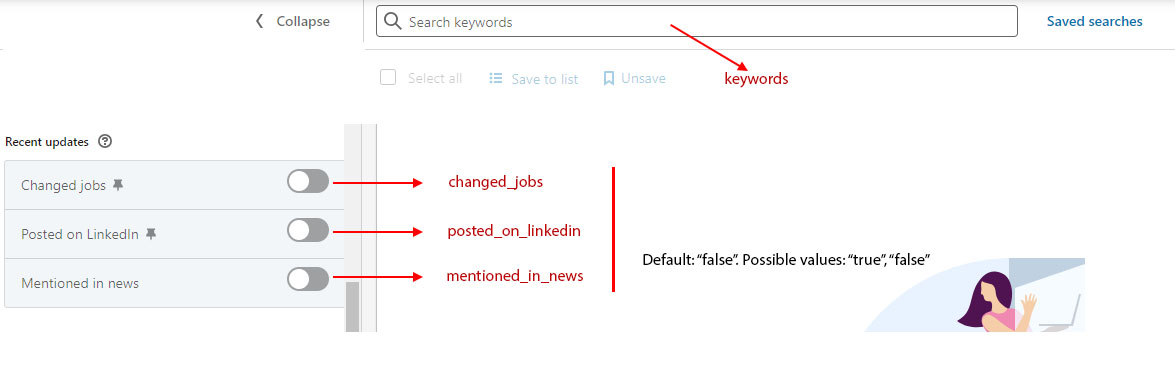 Collapse
Search keywords
Saved searches
Select all
Save to list
Unsave
keywords
Recent updates
Changed jobs
changed_jobs
Posted on LinkedIn
posted_on_linkedin
Default: “false”. Possible values: “true”, “false”
Mentioned in news
mentioned_in_news